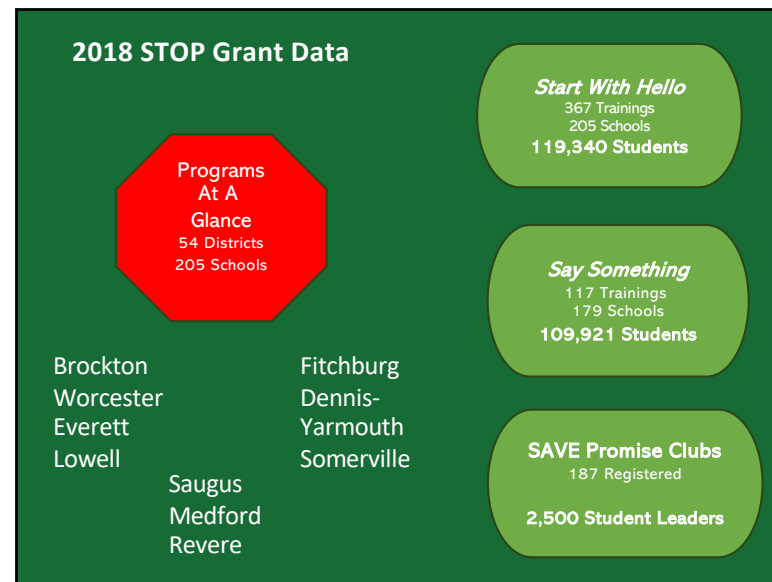 2018 STOP Grant Data
Programs
At A
Glance
54 Districts
205 Schools
Brockton
Worcester
Everett
Lowell
Fitchburg
Dennis-
Yarmouth
Somerville
Saugus
Medford
Revere
Start With Hello
367 Trainings
205 Schools
119,340 Students
Say Something
117 Trainings
179 Schools
109,921 Students
SAVE Promise Clubs
187 Registered
2,500 Student Leaders